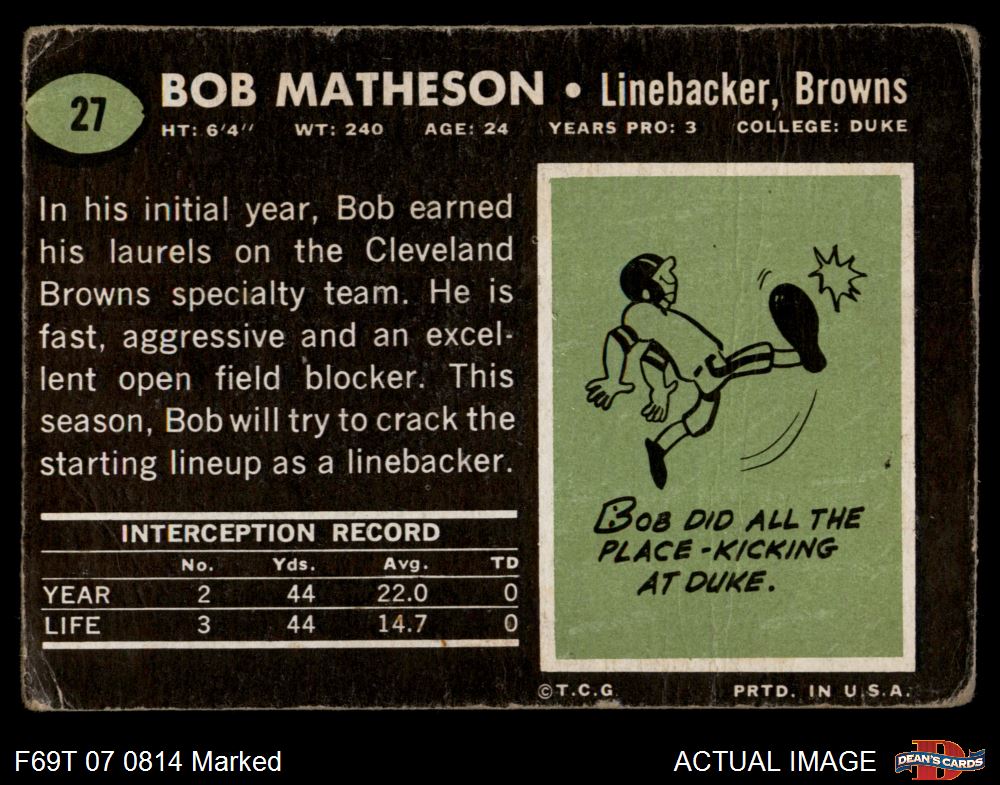 27
BOB MATHESON • Linebacker, Browns
HT: 6'4" WT: 240 AGE: 24 YEARS PRO: 3 COLLEGE: DUKE
In his initial year, Bob earned
his laurels on the Cleveland
Browns specialty team. He is
fast, aggressive and an excel-
lent open field blocker. This
season, Bob will try to crack the
starting lineup as a linebacker.
INTERCEPTION RECORD
No. Yds. Avg. TD
YEAR 2 44 22.0 0
LIFE 3 44 14.7 0
BOB DID ALL THE
PLACE-KICKING
AT DUKE.
© T.C.G. PRTD. IN U.S.A.
F69T 07 0814 Marked
ACTUAL IMAGE
D
DEAN'S CARDS